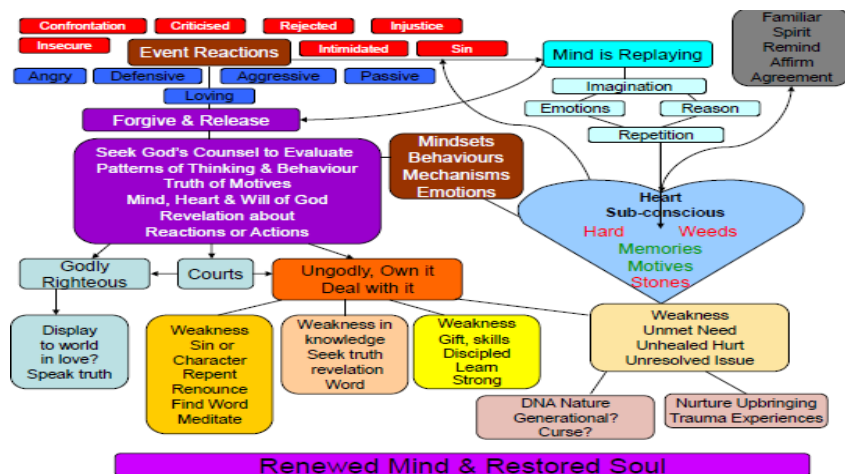 Confrontation
Criticised
Rejected
Injustice
Insecure
Event Reactions
Intimidated
Sin
Mind is Replaying
Familiar
Spirit
Remind
Affirm
Agreement
Angry
Defensive
Aggressive
Passive
Loving
Imagination
Emotions
Reason
Repetition
Forgive & Release
Seek God's Counsel to Evaluate
Patterns of Thinking & Behaviour
Truth of Motives
Mind, Heart & Will of God
Revelation about
Reactions or Actions
Mindsets
Behaviours
Mechanisms
Emotions
Heart
Sub-conscious
Hard Weeds
Memories
Motives
Stones
Godly
Righteous
Courts
Ungodly, Own it
Deal with it
Display
to world
in love?
Speak truth
Weakness
Sin or
Character
Repent
Renounce
Find Word
Meditate
Weakness in
knowledge
Seek truth
revelation
Word
Weakness
Gift, skills
Discipled
Learn
Strong
Weakness
Unmet Need
Unhealed Hurt
Unresolved Issue
DNA Nature
Generational?
Curse?
Nurture Upbringing
Trauma Experiences
Renewed Mind & Restored Soul